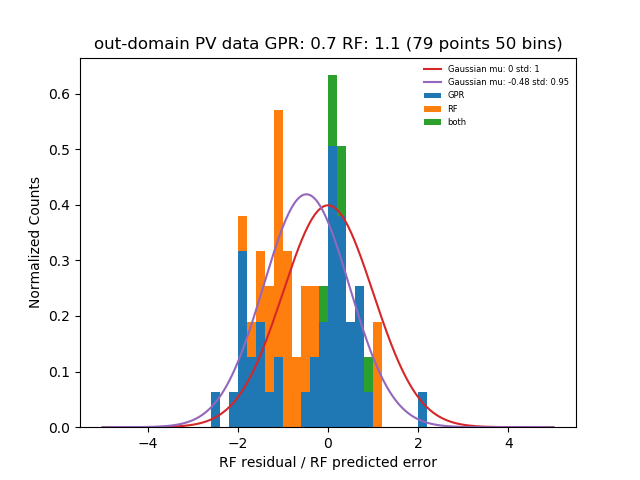 out-domain PV data GPR: 0.7 RF: 1.1 (79 points 50 bins)
Gaussian mu: 0 std: 1
Gaussian mu: -0.48 std: 0.95
GPR
RF
both
Normalized Counts
0.6
0.5
0.4
0.3
0.2
0.1
0.0
−4 −2 0 2 4
RF residual / RF predicted error